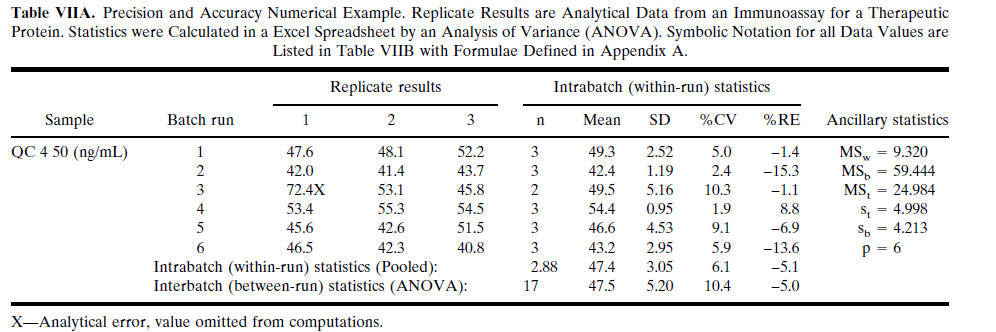 Table VIIA. Precision and Accuracy Numerical Example. Replicate Results are Analytical Data from an Immunoassay for a Therapeutic
Protein. Statistics were Calculated in a Excel Spreadsheet by an Analysis of Variance (ANOVA). Symbolic Notation for all Data Values are
Listed in Table VIIB with Formulae Defined in Appendix A.
Replicate results Intrabatch (within-run) statistics
Sample Batch run 1 2 3 n Mean SD %CV %RE Ancillary statistics
QC 4 50 (ng/mL) 1 47.6 48.1 52.2 3 49.3 2.52 5.0 −1.4 MSw = 9.320
2 42.0 41.4 43.7 3 42.4 1.19 2.4 −15.3 MSb = 59.444
3 72.4X 53.1 45.8 2 49.5 5.16 10.3 −1.1 MSt = 24.984
4 53.4 55.3 54.5 3 54.4 0.95 1.9 8.8 st = 4.998
5 45.6 42.6 51.5 3 46.6 4.53 9.1 −6.9 sb = 4.213
6 46.5 42.3 40.8 3 43.2 2.95 5.9 −13.6 p = 6
Intrabatch (within-run) statistics (Pooled): 2.88 47.4 3.05 6.1 −5.1
Interbatch (between-run) statistics (ANOVA): 17 47.5 5.20 10.4 −5.0
X—Analytical error, value omitted from computations.